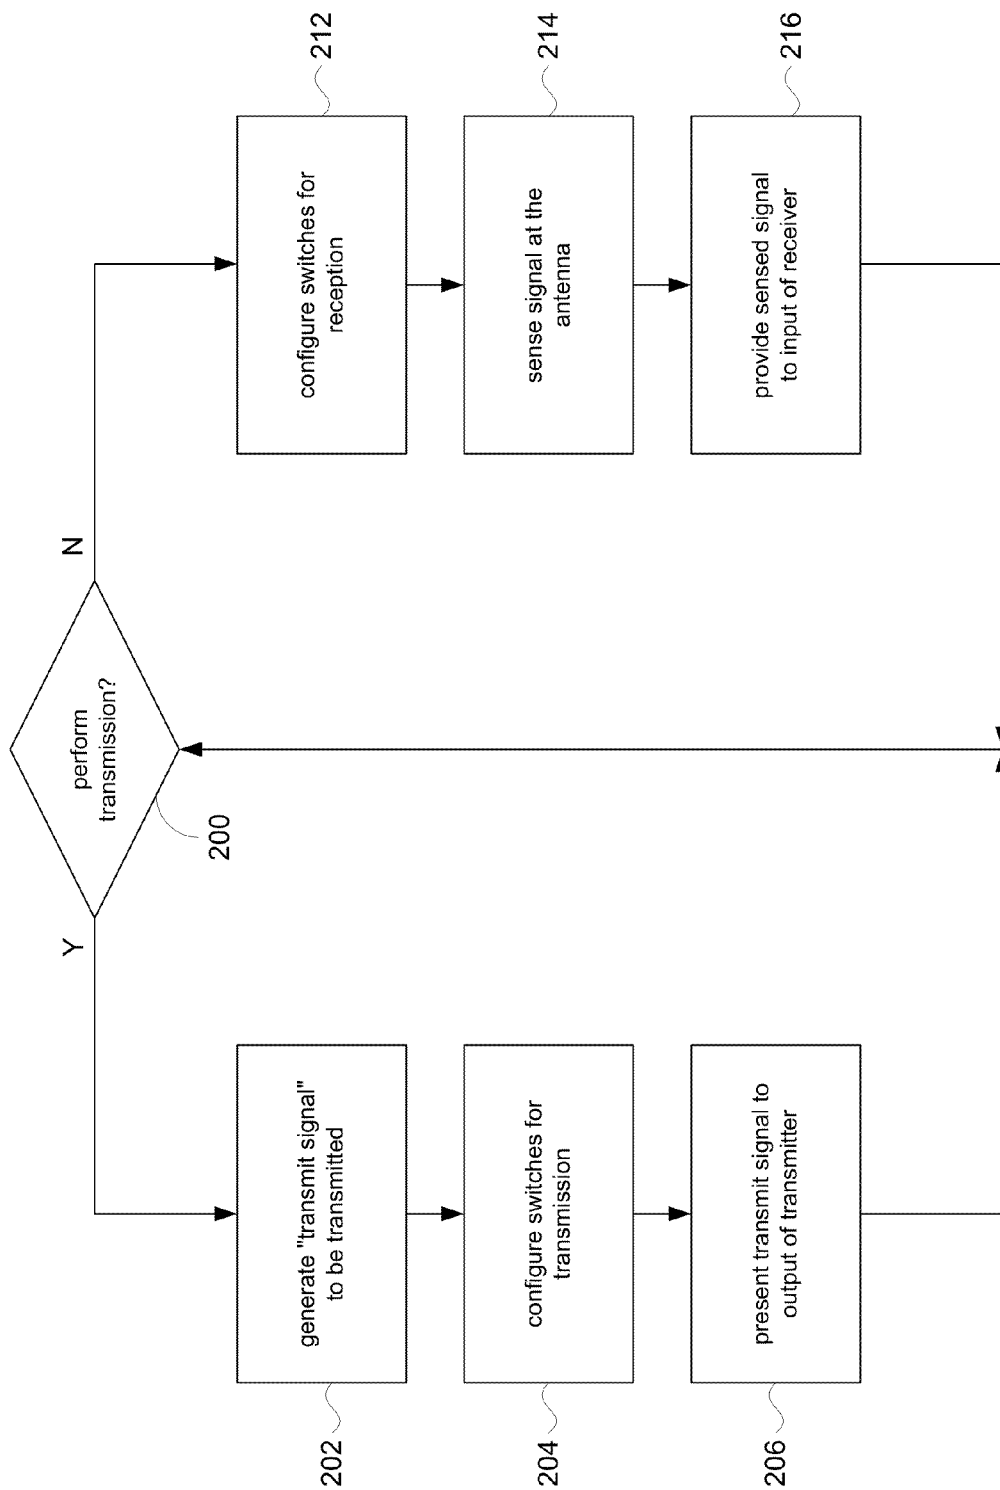 perform
transmission?
200
Y
N
generate "transmit signal"
to be transmitted
202
configure switches for
transmission
204
present transmit signal to
output of transmitter
206
configure switches for
reception
212
sense signal at the
antenna
214
provide sensed signal
to input of receiver
216